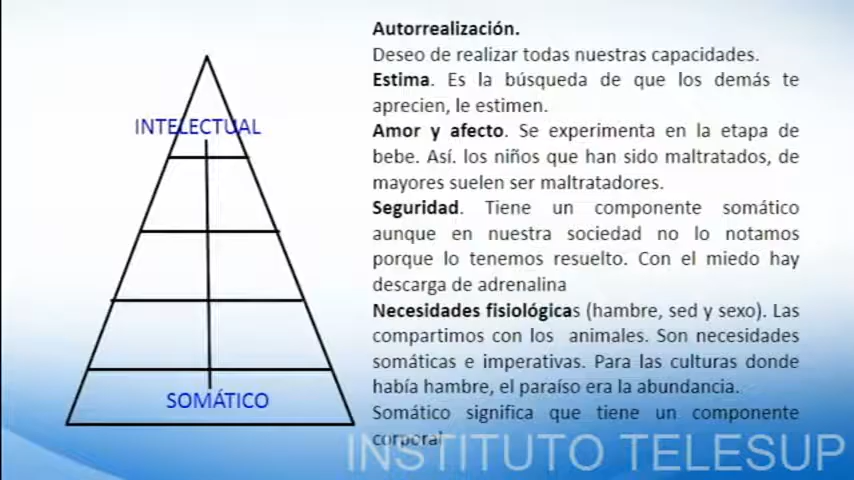 INTELECTUAL
SOMÁTICO
Autorrealización.
Deseo de realizar todas nuestras capacidades.
Estima. Es la búsqueda de que los demás te
aprecien, le estimen.
Amor y afecto. Se experimenta en la etapa de
bebe. Así. los niños que han sido maltratados, de
mayores suelen ser maltratadores.
Seguridad. Tiene un componente somático
aunque en nuestra sociedad no lo notamos
porque lo tenemos resuelto. Con el miedo hay
descarga de adrenalina
Necesidades fisiológicas (hambre, sed y sexo). Las
compartimos con los animales. Son necesidades
somáticas e imperativas. Para las culturas donde
había hambre, el paraíso era la abundancia.
Somático significa que tiene un componente
corporal
INSTITUTO TELESUP